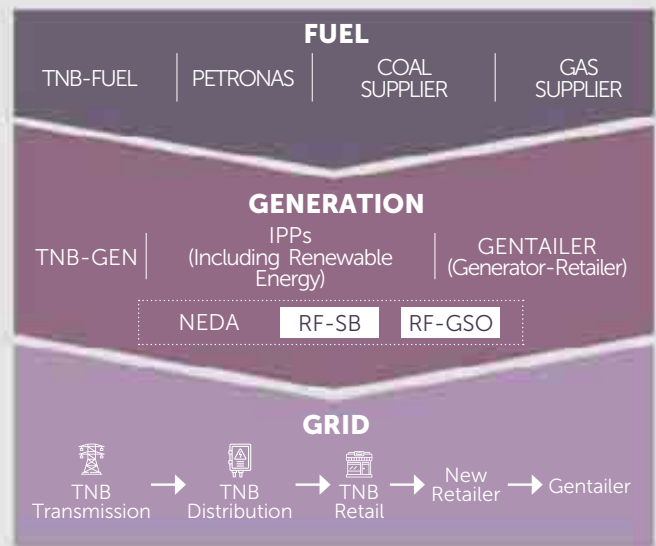 FUEL
TNB-FUEL
PETRONAS
COAL
SUPPLIER
GAS
SUPPLIER
GENERATION
TNB-GEN
IPPs
(Including Renewable
Energy)
GENTAILER
(Generator-Retailer)
NEDA
RF-SB
RF-GSO
GRID
TNB
Transmission
TNB
Distribution
TNB
Retail
New
Retailer
Gentailer